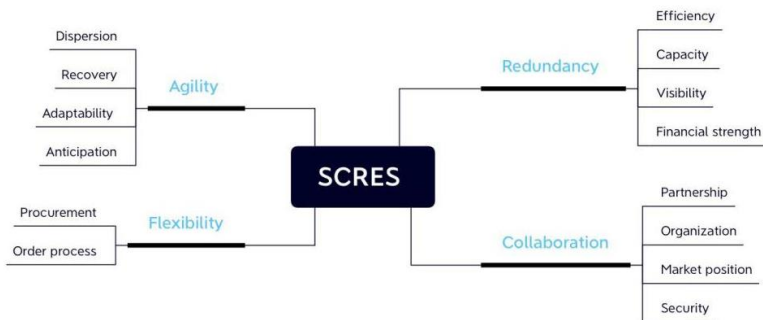 Dispersion
Recovery
Adaptability
Anticipation
Agility
Procurement
Order process
Flexibility
SCRES
Redundancy
Efficiency
Capacity
Visibility
Financial strength
Collaboration
Partnership
Organization
Market position
Security